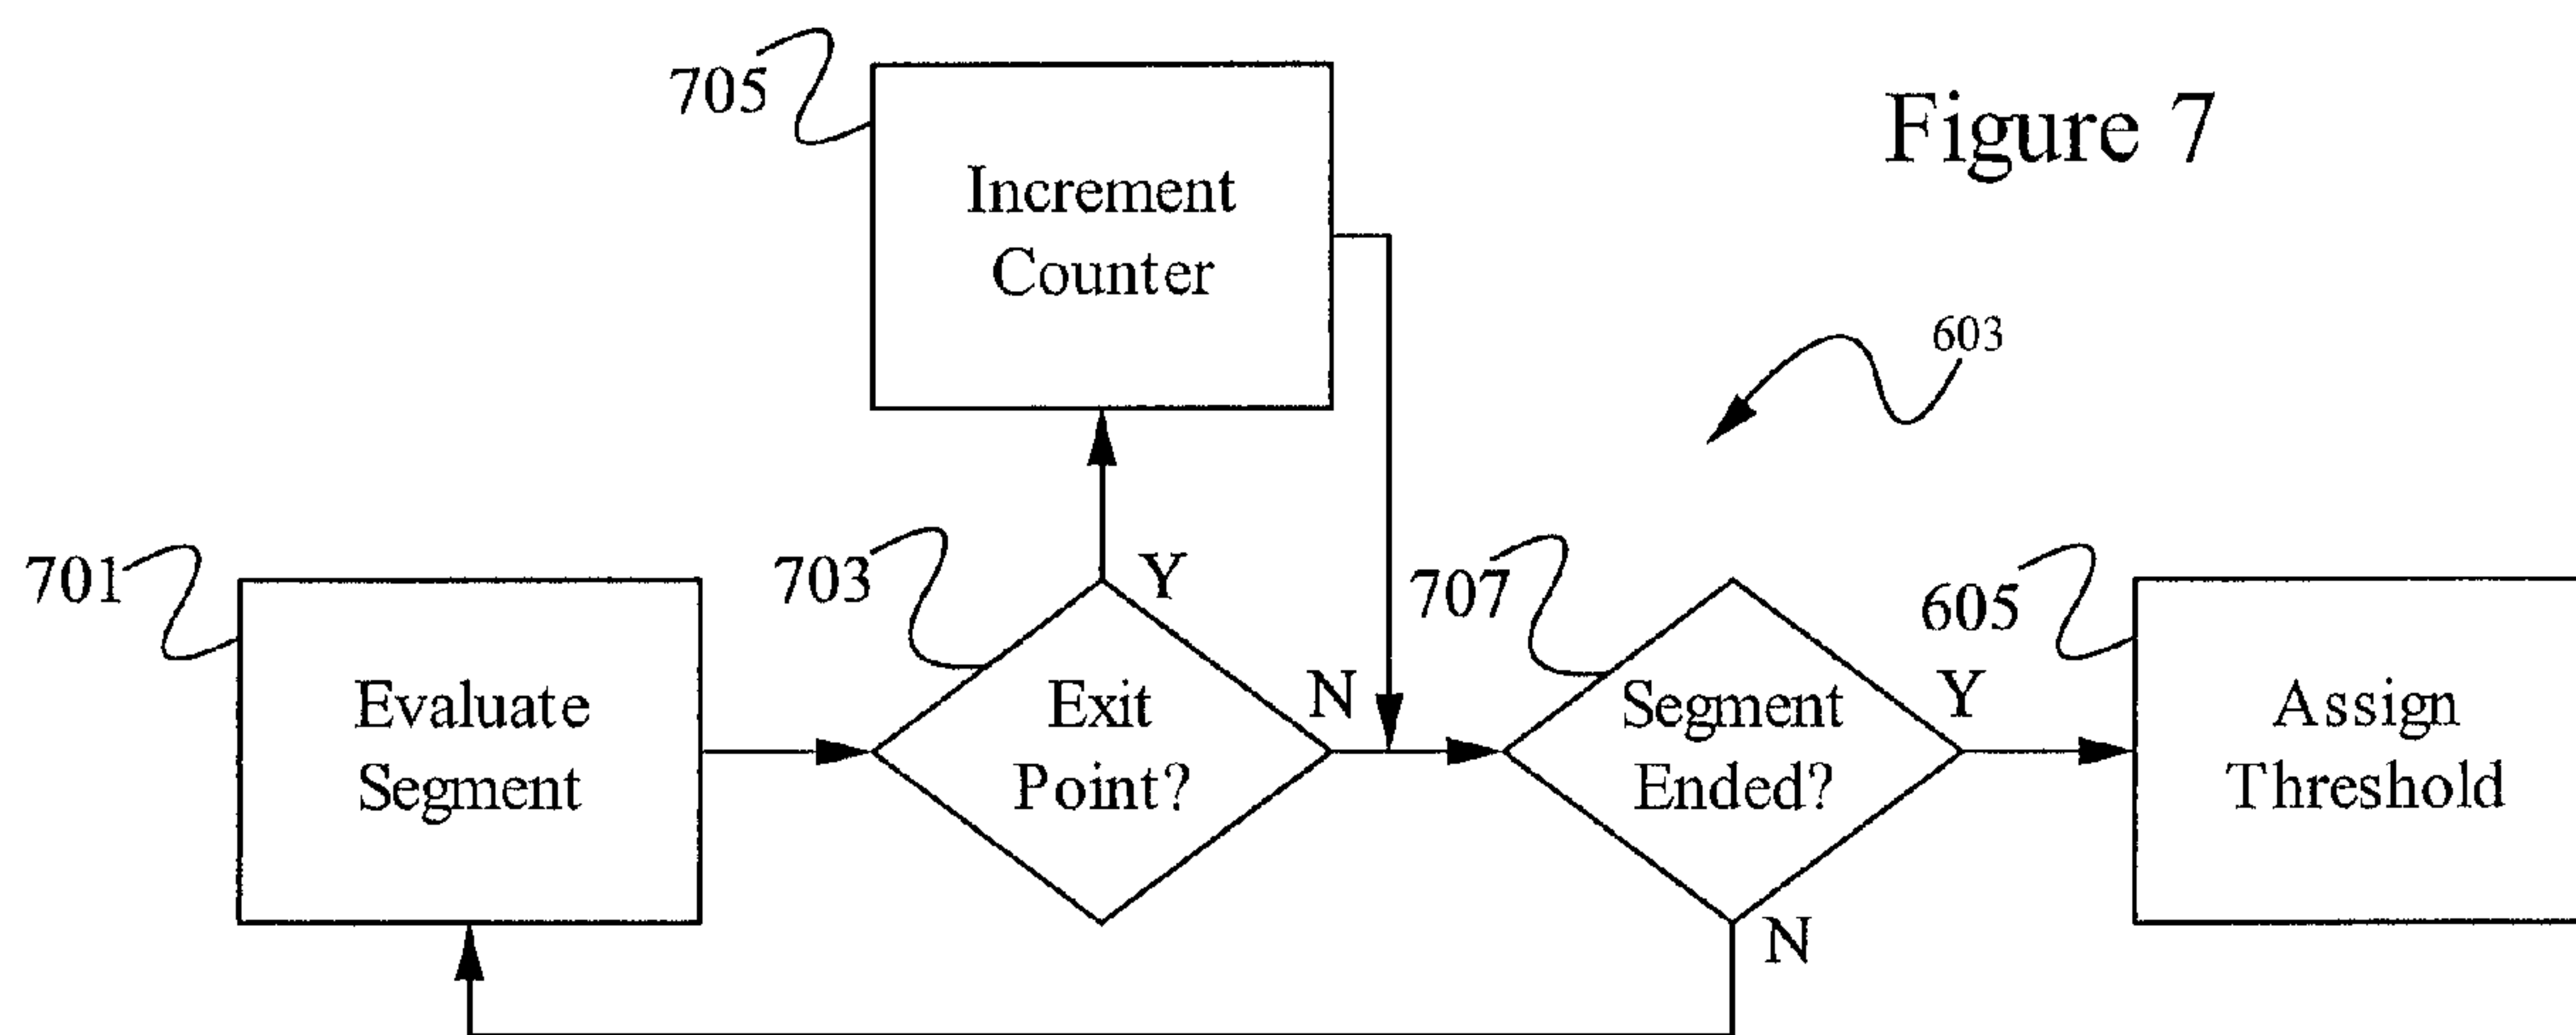 Figure 7
705
Increment
Counter
603
701
Evaluate
Segment
703
Y
Exit
Point?
N
707
Segment
Ended?
Y
N
605
Assign
Threshold